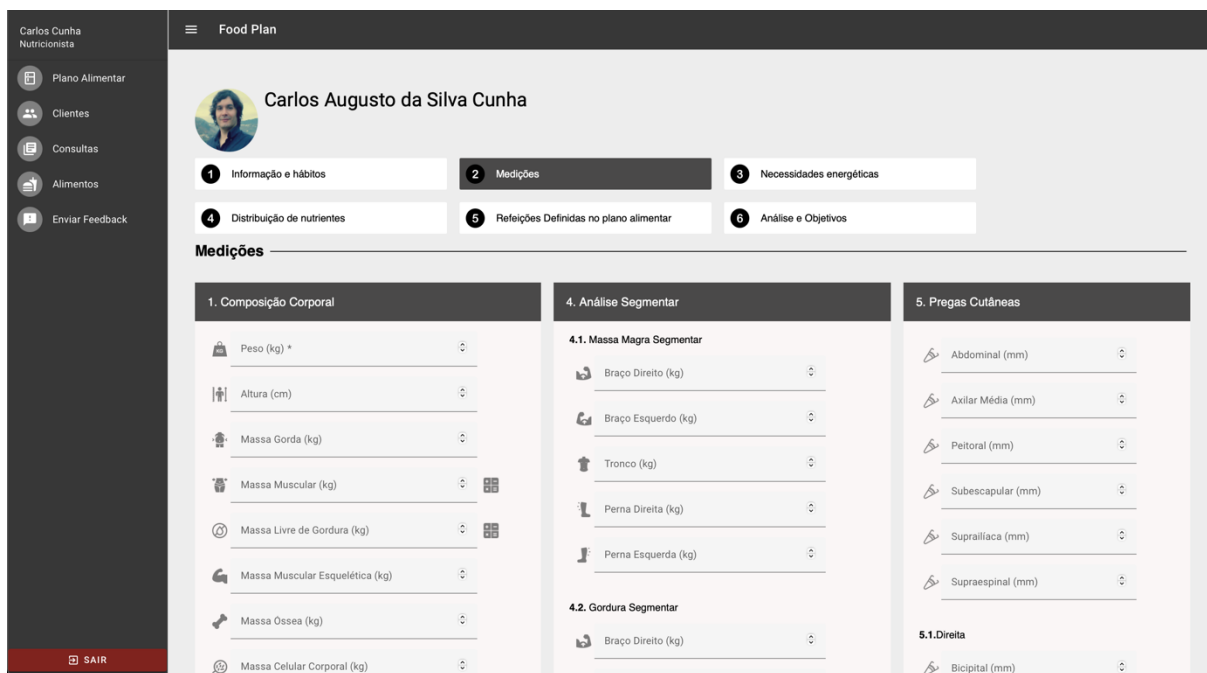 Carlos Cunha
Nutricionista
Plano Alimentar
Clientes
Consultas
Alimentos
Enviar Feedback
SAIR
Food Plan
Carlos Augusto da Silva Cunha
1 Informação e hábitos
2 Medições
3 Necessidades energéticas
4 Distribuição de nutrientes
5 Refeições Definidas no plano alimentar
6 Análise e Objetivos
Medições
1. Composição Corporal
KG
Peso (kg) *
Altura (cm)
Massa Gorda (kg)
Massa Muscular (kg)
Massa Livre de Gordura (kg)
Massa Muscular Esquelética (kg)
Massa Óssea (kg)
Massa Celular Corporal (kg)
4. Análise Segmentar
4.1. Massa Magra Segmentar
Braço Direito (kg)
Braço Esquerdo (kg)
Tronco (kg)
Perna Direita (kg)
Perna Esquerda (kg)
4.2. Gordura Segmentar
Braço Direito (kg)
5. Pregas Cutâneas
Abdominal (mm)
Axilar Média (mm)
Peitoral (mm)
Subescapular (mm)
Suprailíaca (mm)
Supraespinal (mm)
5.1.Direita
Bicipital (mm)